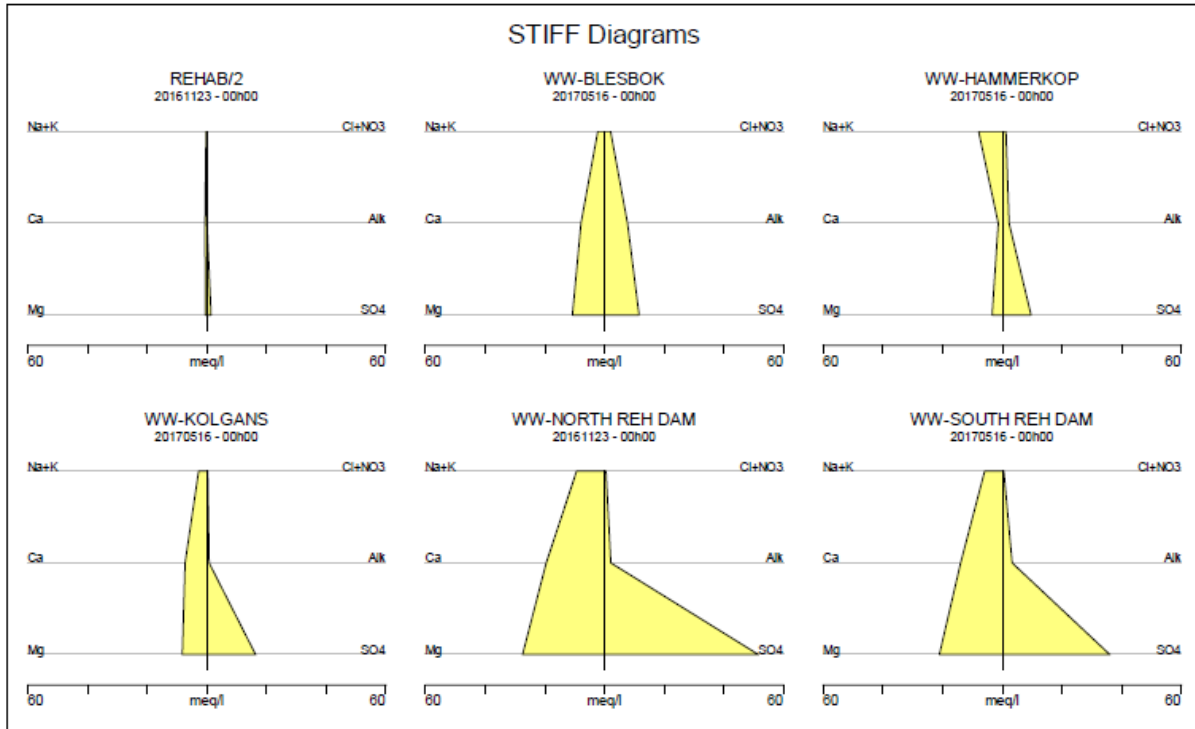 STIFF Diagrams
REHAB/2
20161123 - 00h00
Na+K
Cl+NO3
Ca
Alk
Mg
SO4
60
meq/l
60
WW-BLESBOK
20170516 - 00h00
Na+K
Cl+NO3
Ca
Alk
Mg
SO4
60
meq/l
60
WW-HAMMERKOP
20170516 - 00h00
Na+K
Cl+NO3
Ca
Alk
Mg
SO4
60
meq/l
60
WW-KOLGANS
20170516 - 00h00
Na+K
Cl+NO3
Ca
Alk
Mg
SO4
60
meq/l
60
WW-NORTH REH DAM
20161123 - 00h00
Na+K
Cl+NO3
Ca
Alk
Mg
SO4
60
meq/l
60
WW-SOUTH REH DAM
20170516 - 00h00
Na+K
Cl+NO3
Ca
Alk
Mg
SO4
60
meq/l
60